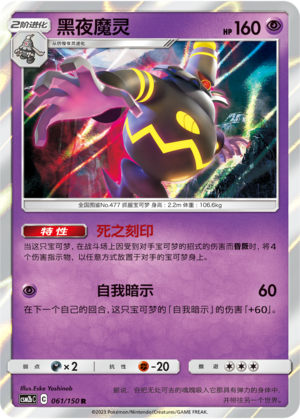 2阶进化
黑夜魔灵
HP 160
从彷徨夜灵进化
全国图鉴No.477 抓握宝可梦 身高：2.2m 体重：106.6kg
特性 死之刻印
当这只宝可梦，在战斗场上因受到对手宝可梦的招式的伤害而昏厥时，将4
个伤害指示物，以任意方式放置于对手的宝可梦身上。
自我暗示 60
在下一个自己的回合，这只宝可梦的「自我暗示」的伤害「+60」。
弱点 ×2 抗性 -20 撤退
Illus.Eske Yoshinob
CSM2b C G 061/150 R
©2023 Pokémon/Nintendo/Creatures/GAME FREAK.